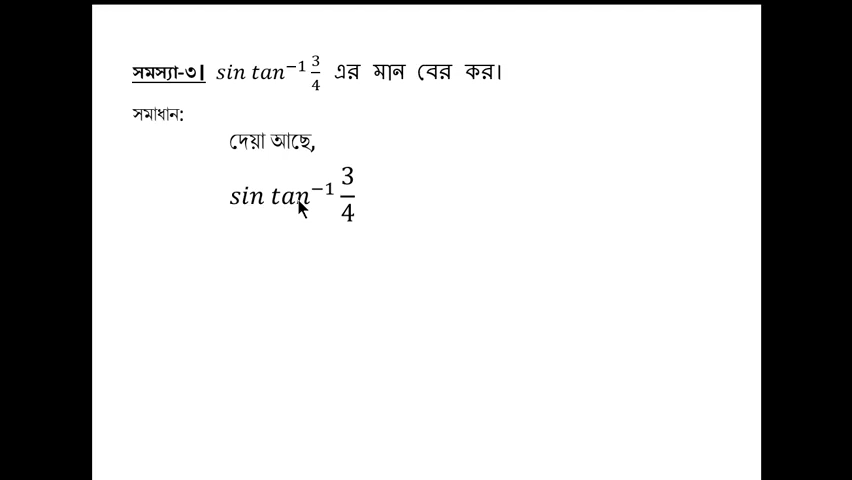 সমস্যা-৩। sin tan⁻¹ 3/4 এর মান বের কর।
সমাধান:
দেয়া আছে,
sin tan⁻¹ 3/4